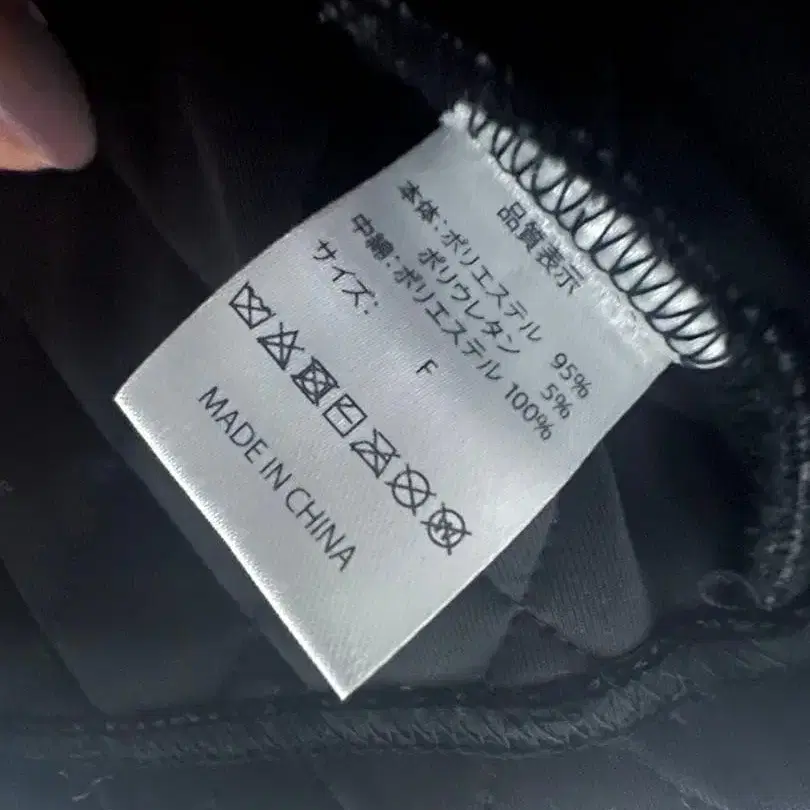 品質表示
本体：ポリエステル 95%
ポリウレタン 5%
中綿：ポリエステル 100%
サイズ： F
MADE IN CHINA